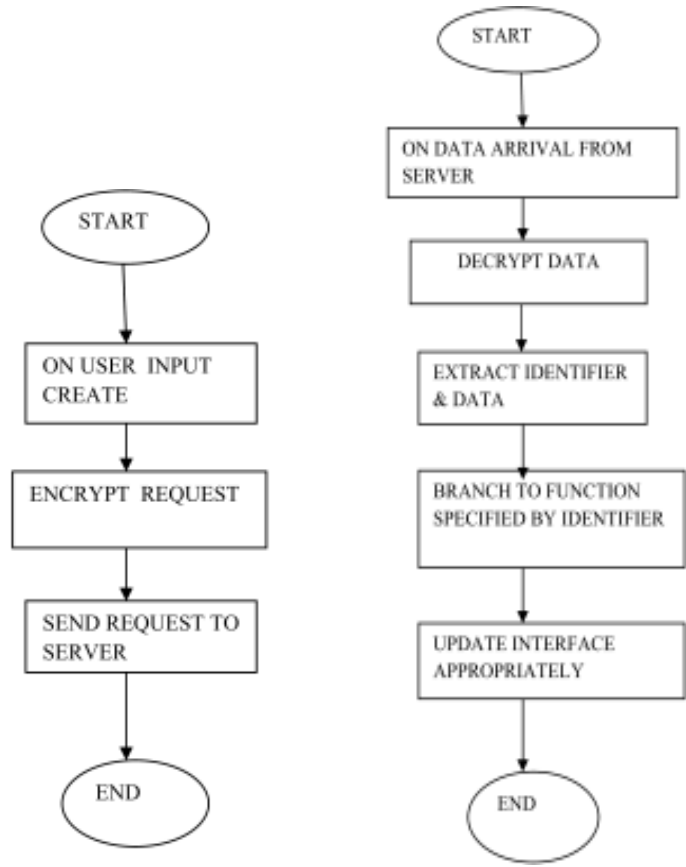 START
ON USER INPUT
CREATE
ENCRYPT REQUEST
SEND REQUEST TO
SERVER
END
START
ON DATA ARRIVAL FROM
SERVER
DECRYPT DATA
EXTRACT IDENTIFIER
& DATA
BRANCH TO FUNCTION
SPECIFIED BY IDENTIFIER
UPDATE INTERFACE
APPROPRIATELY
END